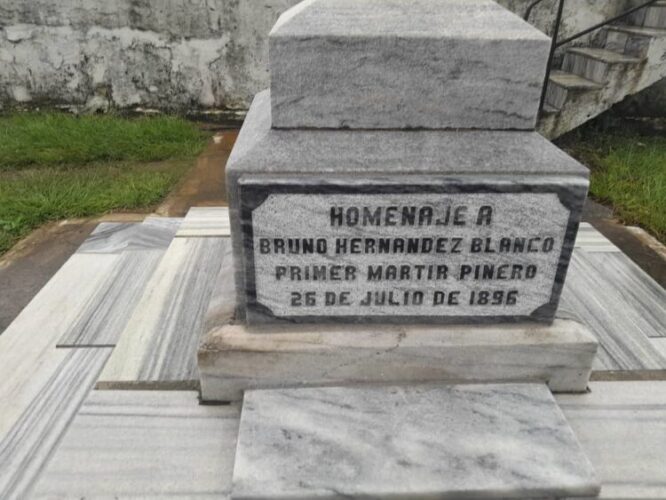 HOMENAJE A
BRUNO HERNANDEZ BLANCO
PRIMER MARTIR PINERO
26 DE JULIO DE 1896